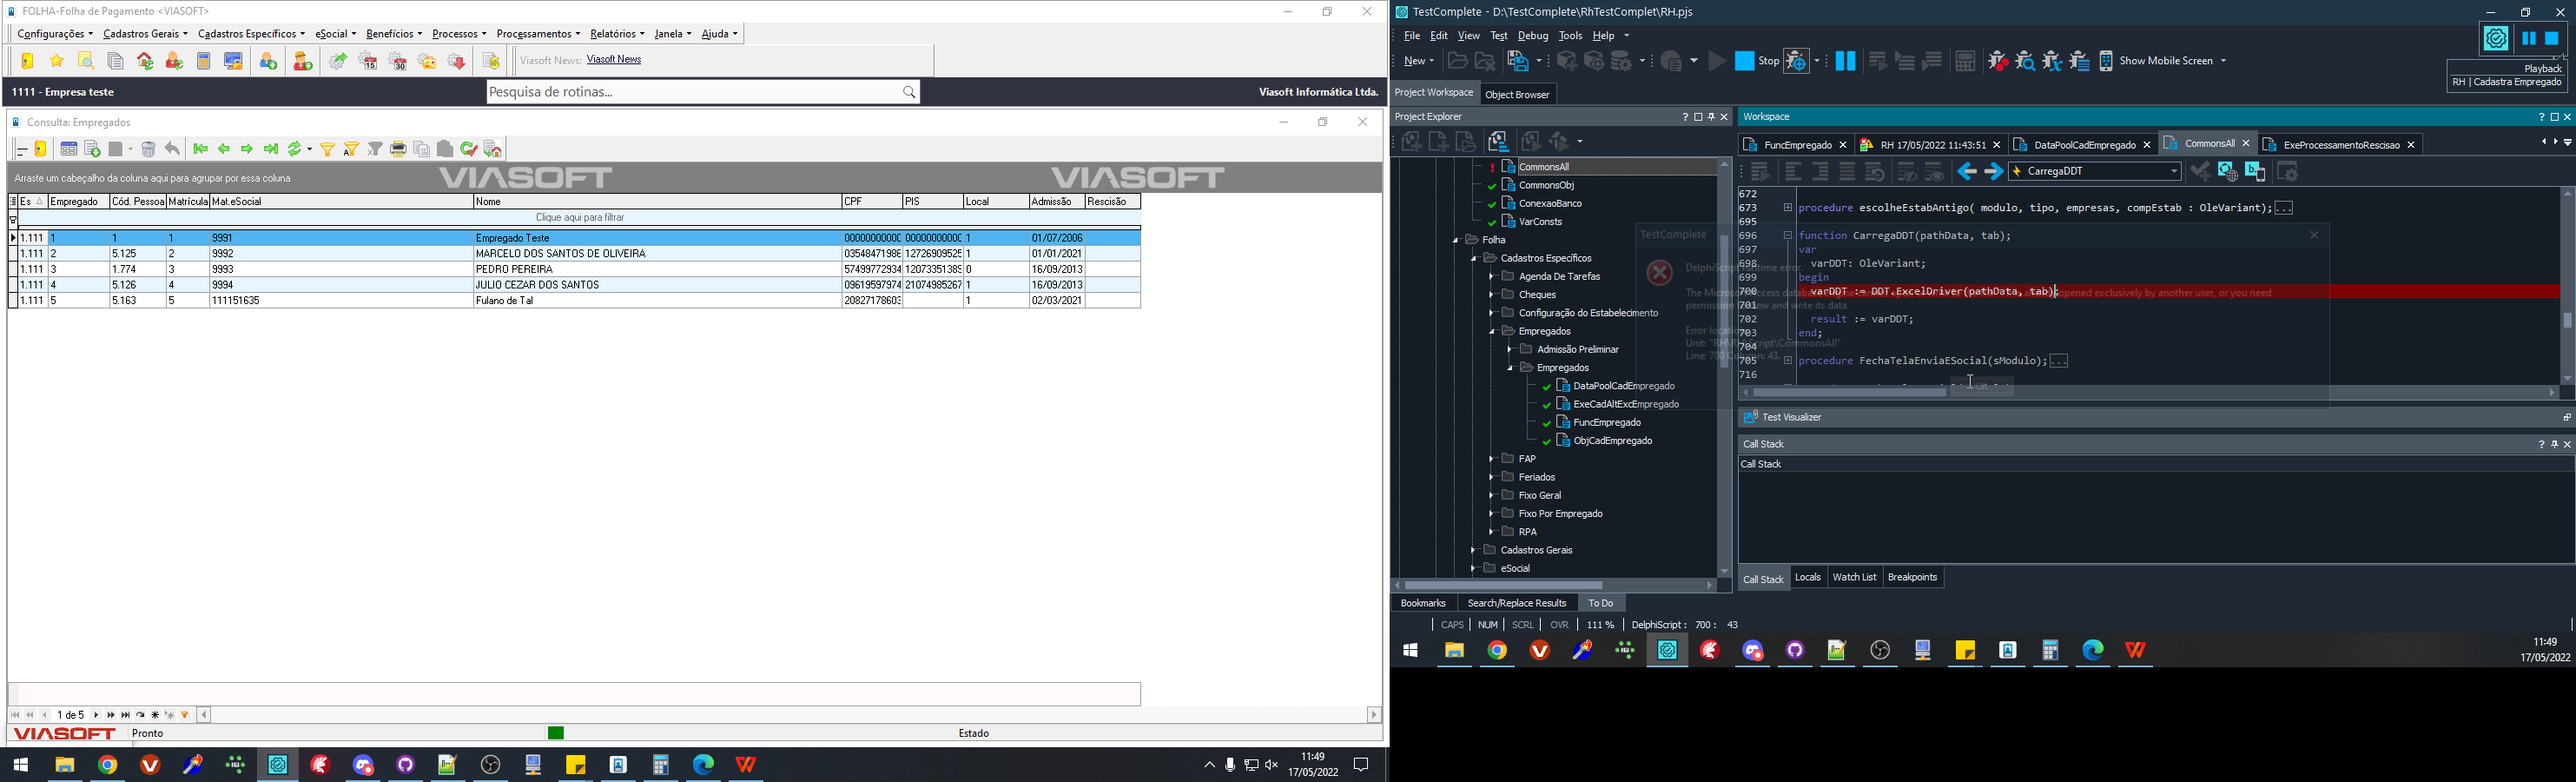 FOLHA-Folha de Pagamento <VIASOFT>
Configurações Cadastros Gerais Cadastros Específicos eSocial Benefícios Processos Processamentos Relatórios Janela Ajuda
Viasoft News: Viasoft News
1111 - Empresa teste
Pesquisa de rotinas...
Viasoft Informática Ltda.
Consulta: Empregados
Arraste um cabeçalho da coluna aqui para agrupar por essa coluna
VIASOFT VIASOFT
Es Empregado Cód. Pessoa Matrícula Mat.eSocial Nome CPF PIS Local Admissão Rescisão
Clique aqui para filtrar
1.111 1 1 1 9991 Empregado Teste 0000000000 0000000000 1 01/07/2006
1.111 2 5.125 2 9992 MARCELO DOS SANTOS DE OLIVEIRA 0354847198 1272690952 1 01/01/2021
1.111 3 1.774 3 9993 PEDRO PEREIRA 57499772934 1207335138 0 16/09/2013
1.111 4 5.126 4 9994 JULIO CEZAR DOS SANTOS 09619597974 21074985267 1 16/09/2013
1.111 5 5.163 5 111151635 Fulano de Tal 2082717860 1 02/03/2021
1 de 5
VIASOFT Pronto
Estado
11:49
17/05/2022
TestComplete - D:\TestComplete\RhTestComplet\RH.pjs
File Edit View Test Debug Tools Help
New
Stop
Show Mobile Screen
Playback
RH | Cadastra Empregado
Project Workspace Object Browser
Project Explorer
CommonsAll
CommonsObj
ConexaoBanco
VarConsts
Folha
Cadastros Específicos
Agenda De Tarefas
Cheques
Configuração do Estabelecimento
Empregados
Admissão Preliminar
Empregados
DataPoolCadEmpregado
ExeCadAltExcEmpregado
FuncEmpregado
ObjCadEmpregado
FAP
Feriados
Fixo Geral
Fixo Por Empregado
RPA
Cadastros Gerais
eSocial
Bookmarks Search/Replace Results To Do
Workspace
FuncEmpregado RH 17/05/2022 11:43:51 DataPoolCadEmpregado CommonsAll ExeProcessamentoRescisao
CarregaDDT
672
673 procedure escolheEstabAntigo( modulo, tipo, empresas, compEstab : OleVariant);...
695
696 function CarregaDDT(pathData, tab);
697 var
698 varDDT: OleVariant;
699 begin
700 varDDT := DDT.ExcelDriver(pathData, tab);
701
702 result := varDDT;
703 end;
704
705 procedure FechaTelaEnviaESocial(sModulo);...
716
TestComplete
DelphiScript runtime error.
opened exclusively by another user, or you need
permission view and write its data
Unit: "RH\RH\Script\CommonsAll"
Line: 700 Column: 43.
OK
Test Visualizer
Call Stack
Call Stack
Call Stack Locals Watch List Breakpoints
CAPS NUM SCRL OVR 111 % DelphiScript : 700 : 43
11:49
17/05/2022